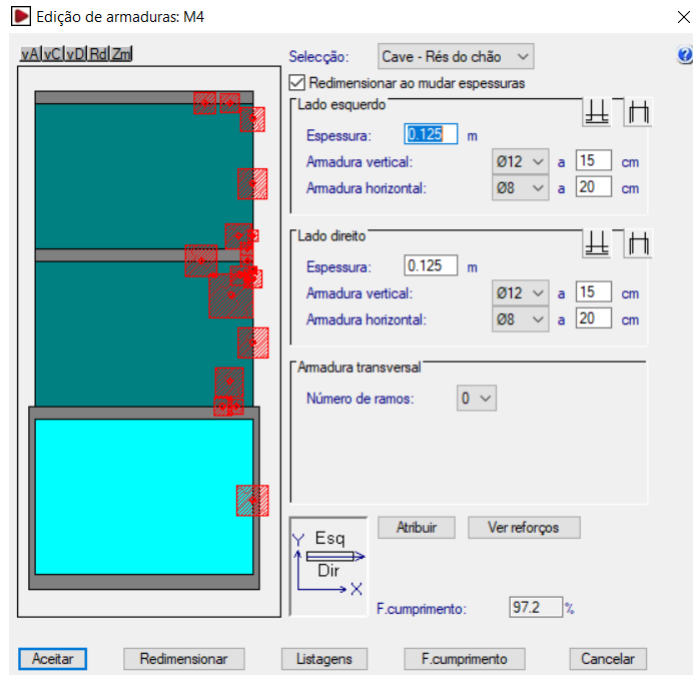 Edição de armaduras: M4
vA vC vD Rd Zm
Selecção: Cave - Rés do chão
Redimensionar ao mudar espessuras
Lado esquerdo
Espessura: 0.125 m
Armadura vertical: Ø12 a 15 cm
Armadura horizontal: Ø8 a 20 cm
Lado direito
Espessura: 0.125 m
Armadura vertical: Ø12 a 15 cm
Armadura horizontal: Ø8 a 20 cm
Armadura transversal
Número de ramos: 0
Atribuir Ver reforços
Y Esq
Dir
X
F.cumprimento: 97.2 %
Aceitar Redimensionar Listagens F.cumprimento Cancelar